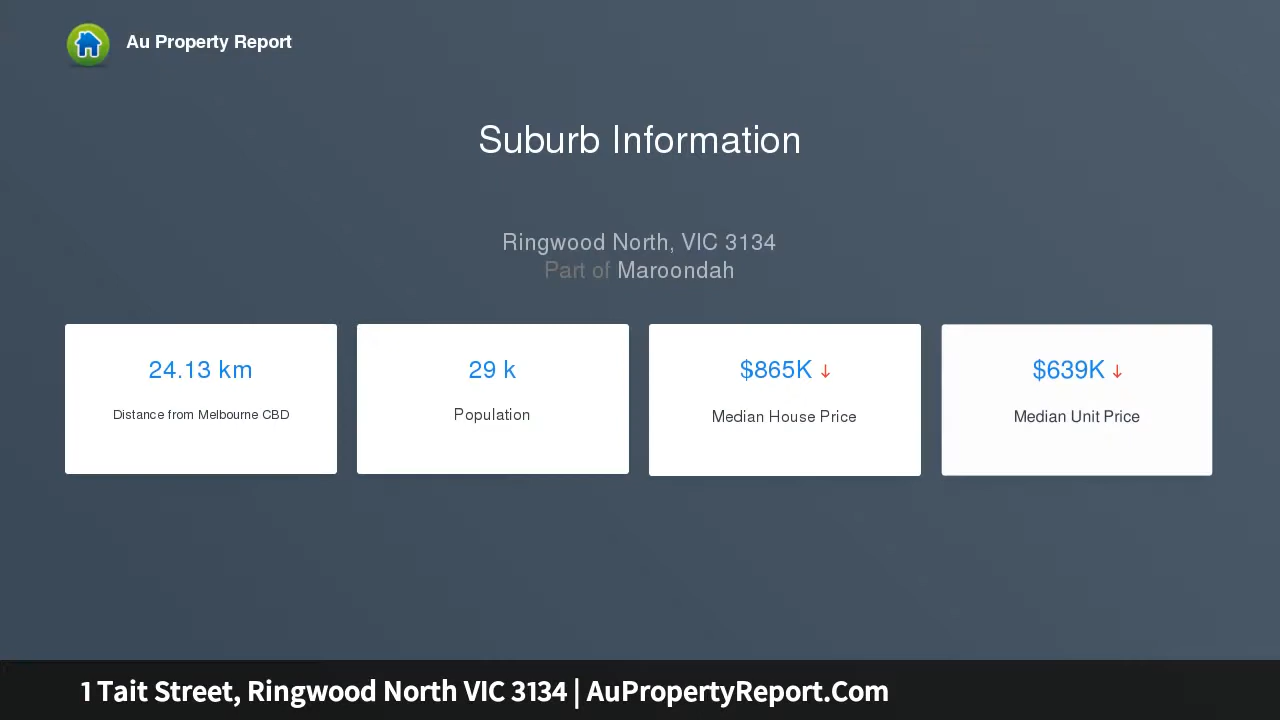 Au Property Report
Suburb Information
Ringwood North, VIC 3134
Part of Maroondah
24.13 km
Distance from Melbourne CBD
29 k
Population
$865K ↓
Median House Price
$639K ↓
Median Unit Price
1 Tait Street, Ringwood North VIC 3134 | AuPropertyReport.Com